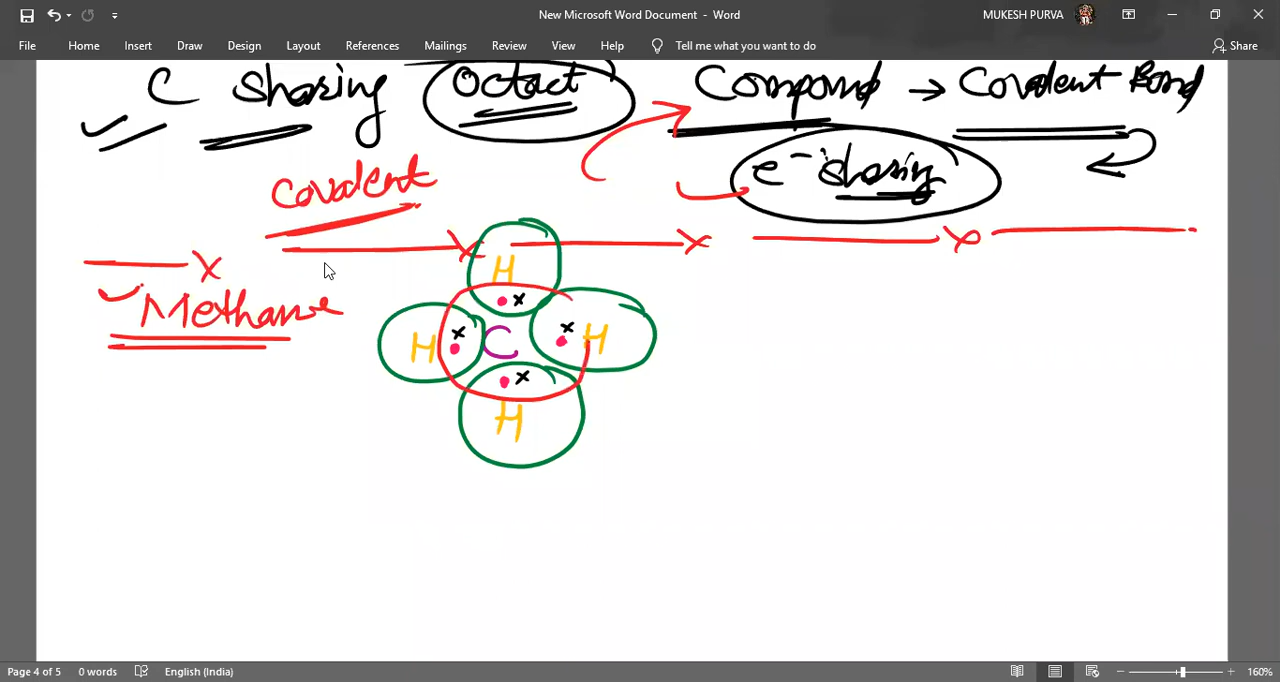 New Microsoft Word Document - Word
MUKESH PURVA
File Home Insert Draw Design Layout References Mailings Review View Help Tell me what you want to do Share
C sharing Octact Compound → Covalent Bond
e- sharing
Covalent
Methane
H
H C H
H
Page 4 of 5 0 words English (India) 160%